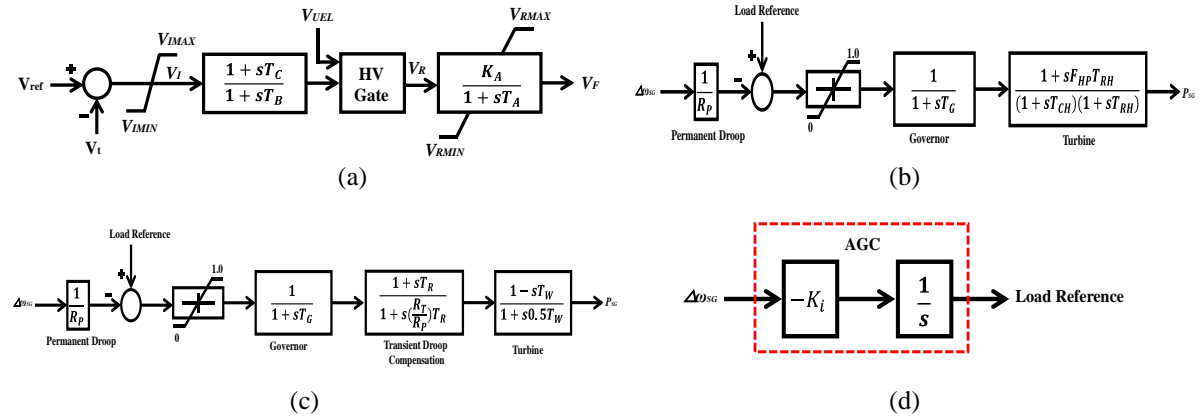 V_IMAX
V_ref
+
-
V_t
V_I
V_IMIN
1 + sT_C
1 + sT_B
V_UEL
HV
Gate
V_R
V_RMAX
K_A
1 + sT_A
V_RMIN
V_F
(a)
Load Reference
Δω_SG
1
R_P
Permanent Droop
-
+
1.0
0
1
1 + sT_G
Governor
1 + sF_HP T_RH
(1 + sT_CH)(1 + sT_RH)
Turbine
P_SG
(b)
Load Reference
Δω_SG
1
R_P
Permanent Droop
-
+
1.0
0
1
1 + sT_G
Governor
1 + sT_R
1 + s(R_T/R_P)T_R
Transient Droop
Compensation
1 - sT_W
1 + s0.5T_W
Turbine
P_SG
(c)
AGC
Δω_SG
-K_i
1
s
Load Reference
(d)